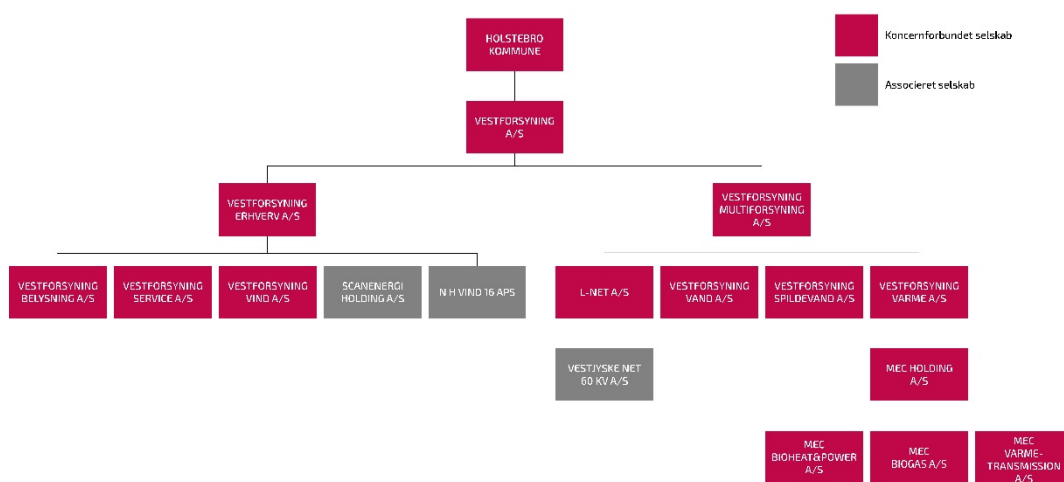 HOLSTEBRO
KOMMUNE
Koncernforbundet selskab
Associeret selskab
VESTFORSYNING
A/S
VESTFORSYNING
ERHVERV A/S
VESTFORSYNING
MULTIFORSYNING
A/S
VESTFORSYNING
BELYSNING A/S
VESTFORSYNING
SERVICE A/S
VESTFORSYNING
VIND A/S
SCANENERGI
HOLDING A/S
N H VIND 16 APS
L-NET A/S
VESTFORSYNING
VAND A/S
VESTFORSYNING
SPILDEVAND A/S
VESTFORSYNING
VARME A/S
VESTJYSKE NET
60 KV A/S
MEC HOLDING
A/S
MEC
BIOHEAT&POWER
A/S
MEC
BIOGAS A/S
MEC
VARME-
TRANSMISSION
A/S